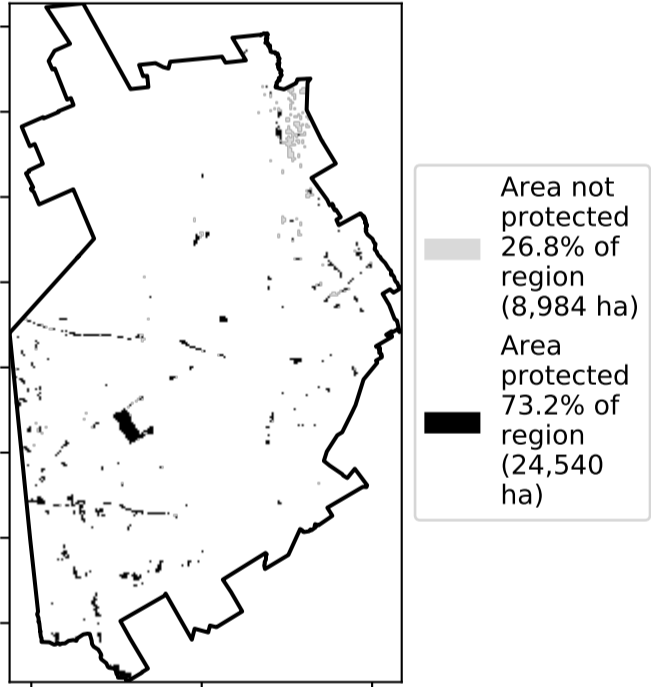 Area not
protected
26.8% of
region
(8,984 ha)
Area
protected
73.2% of
region
(24,540
ha)